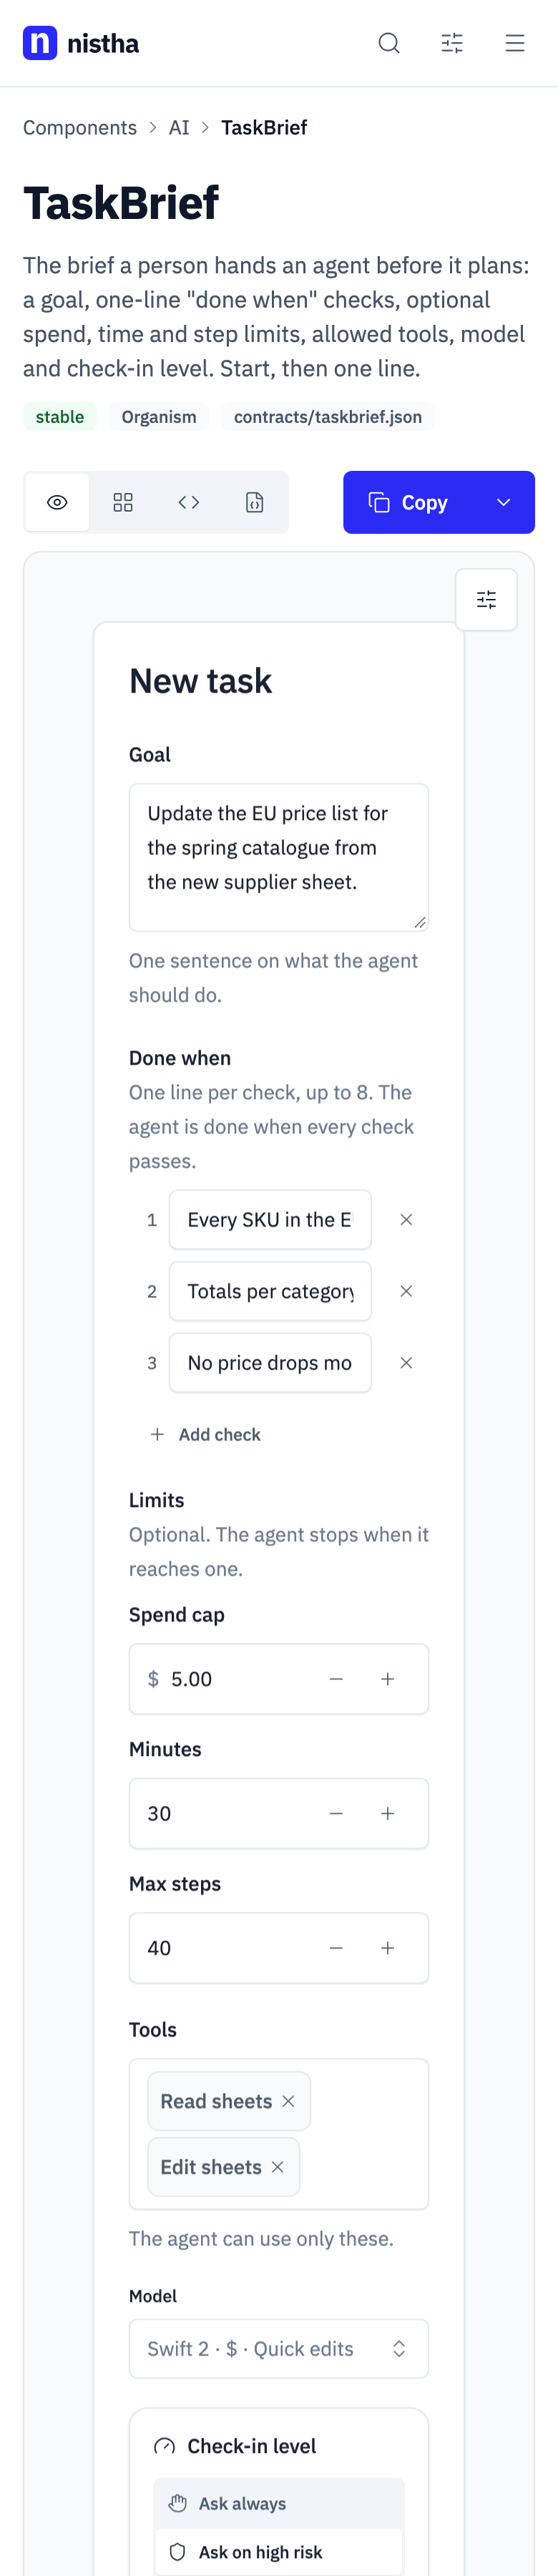 nistha
Components > AI > TaskBrief
TaskBrief
The brief a person hands an agent before it plans:
a goal, one-line "done when" checks, optional
spend, time and step limits, allowed tools, model
and check-in level. Start, then one line.
stable Organism contracts/taskbrief.json
Copy
New task
Goal
Update the EU price list for
the spring catalogue from
the new supplier sheet.
One sentence on what the agent
should do.
Done when
One line per check, up to 8. The
agent is done when every check
passes.
1 Every SKU in the E
2 Totals per category
3 No price drops mo
+ Add check
Limits
Optional. The agent stops when it
reaches one.
Spend cap
$ 5.00
Minutes
30
Max steps
40
Tools
Read sheets
Edit sheets
The agent can use only these.
Model
Swift 2 · $ · Quick edits
Check-in level
Ask always
Ask on high risk